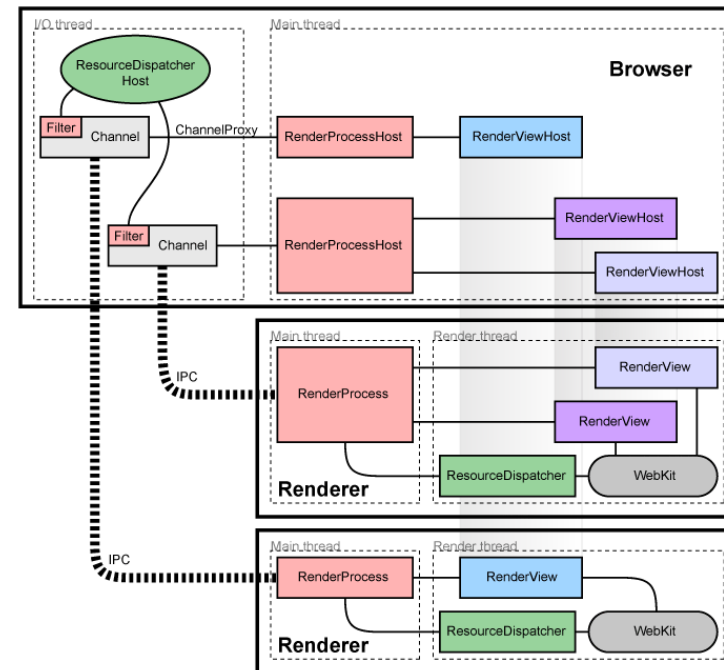 I/O thread
Main thread
ResourceDispatcher
Host
Browser
Filter
Channel
ChannelProxy
RenderProcessHost
RenderViewHost
Filter
Channel
RenderProcessHost
RenderViewHost
RenderViewHost
Main thread
Render thread
IPC
RenderProcess
RenderView
RenderView
ResourceDispatcher
WebKit
Renderer
Main thread
Render thread
IPC
RenderProcess
RenderView
ResourceDispatcher
WebKit
Renderer